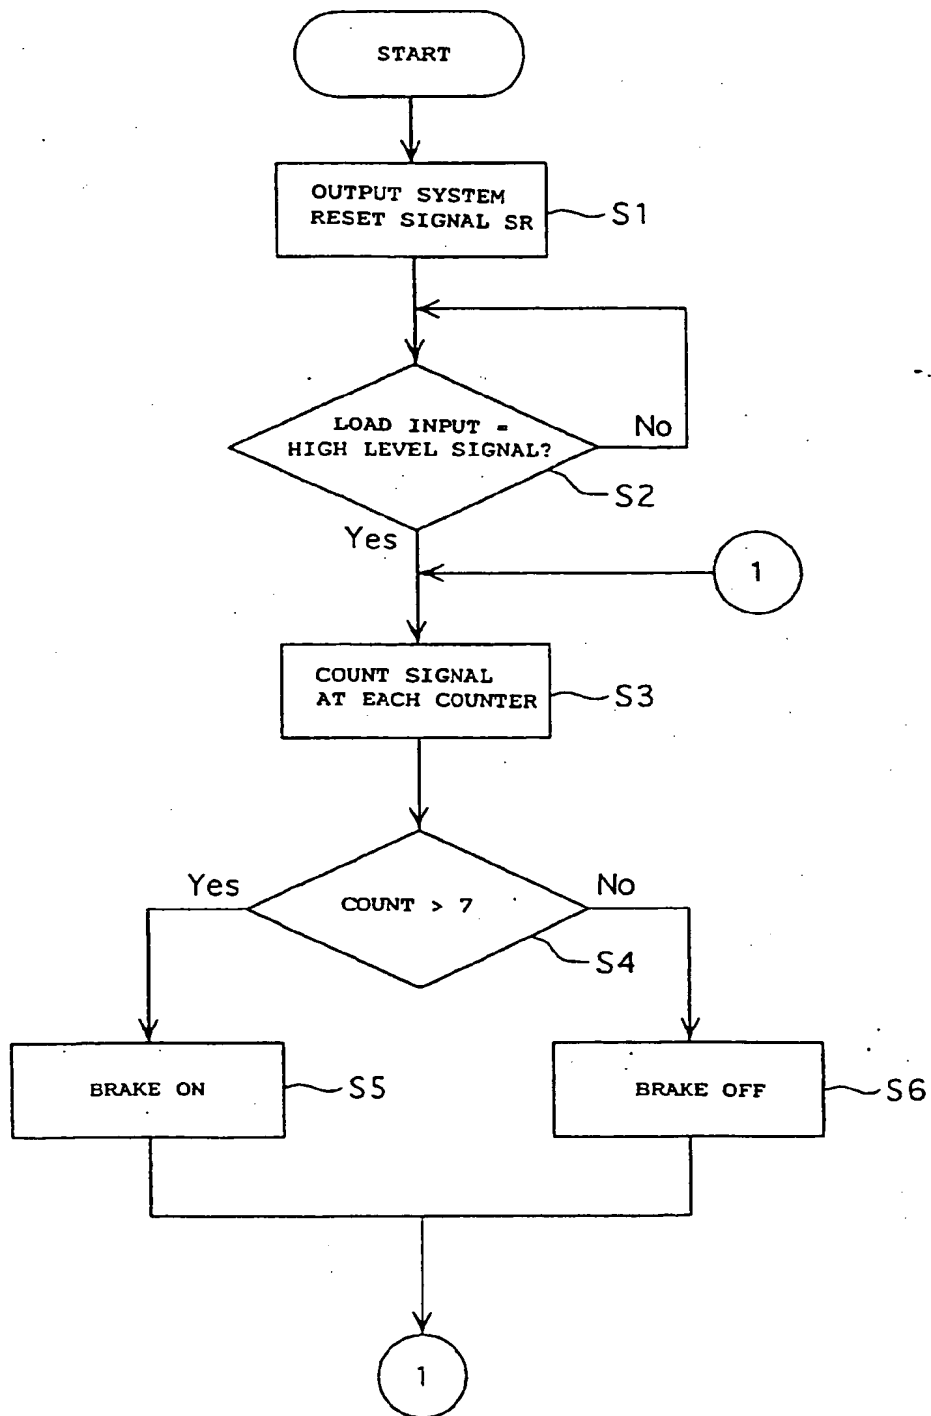 START
OUTPUT SYSTEM
RESET SIGNAL SR
S1
LOAD INPUT =
HIGH LEVEL SIGNAL?
No
S2
Yes
1
COUNT SIGNAL
AT EACH COUNTER
S3
Yes
COUNT > 7
No
S4
BRAKE ON
S5
BRAKE OFF
S6
1